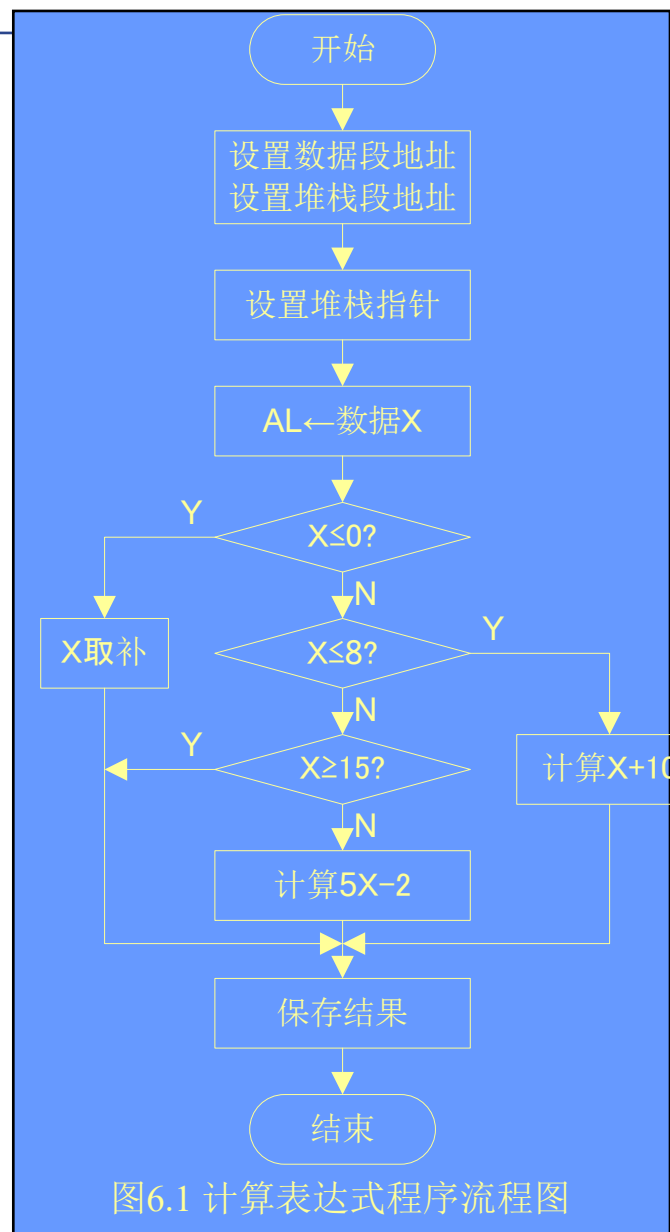 开始
设置数据段地址
设置堆栈段地址
设置堆栈指针
AL←数据X
X≤0?
Y
N
X取补
X≤8?
Y
N
X≥15?
Y
N
计算X+10
计算5X-2
保存结果
结束
图6.1 计算表达式程序流程图